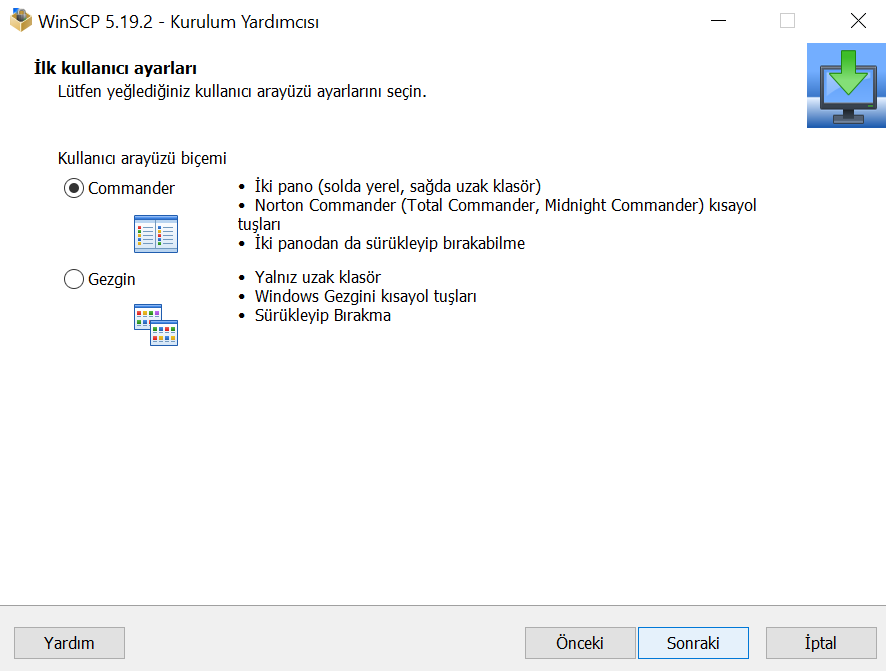 WinSCP 5.19.2 - Kurulum Yardımcısı
İlk kullanıcı ayarları
Lütfen yeğlediğiniz kullanıcı arayüzü ayarlarını seçin.
Kullanıcı arayüzü biçemi
Commander
• İki pano (solda yerel, sağda uzak klasör)
• Norton Commander (Total Commander, Midnight Commander) kısayol
tuşları
• İki panodan da sürükleyip bırakabilme
Gezgin
• Yalnız uzak klasör
• Windows Gezgini kısayol tuşları
• Sürükleyip Bırakma
Yardım
Önceki
Sonraki
İptal